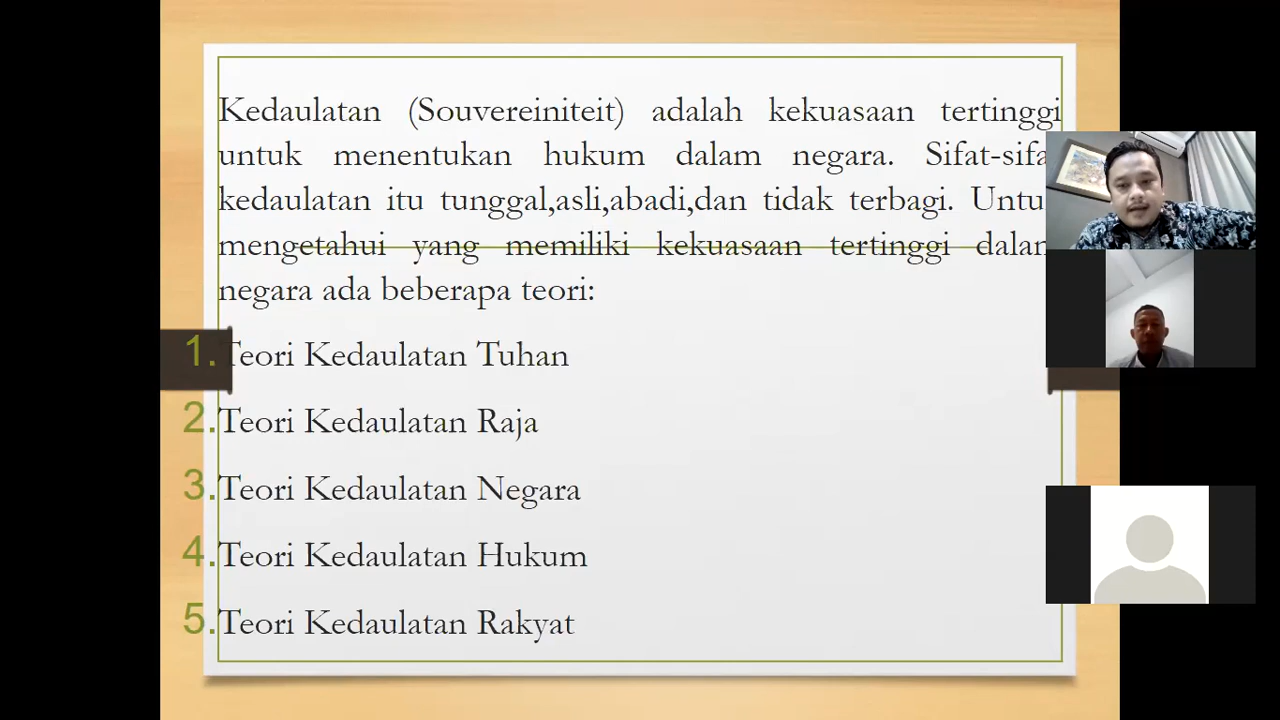 Kedaulatan (Souvereiniteit) adalah kekuasaan tertinggi
untuk menentukan hukum dalam negara. Sifat-sifa
kedaulatan itu tunggal,asli,abadi,dan tidak terbagi. Untu
mengetahui yang memiliki kekuasaan tertinggi dalam
negara ada beberapa teori:
1. Teori Kedaulatan Tuhan
2. Teori Kedaulatan Raja
3. Teori Kedaulatan Negara
4. Teori Kedaulatan Hukum
5. Teori Kedaulatan Rakyat